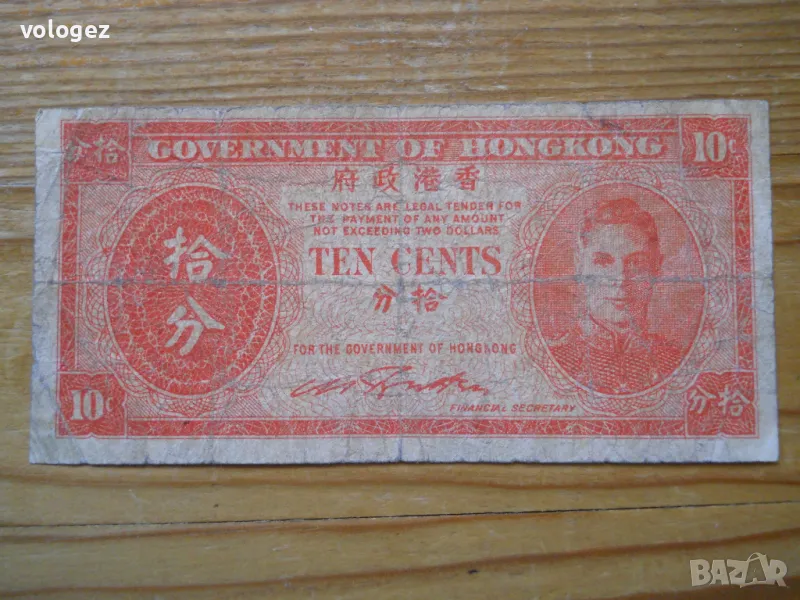 vologez
分拾 GOVERNMENT OF HONGKONG 10¢
府政港香
THESE NOTES ARE LEGAL TENDER FOR
THE PAYMENT OF ANY AMOUNT
NOT EXCEEDING TWO DOLLARS
拾分
TEN CENTS
分拾
FOR THE GOVERNMENT OF HONGKONG
10¢
FINANCIAL SECRETARY
分拾
BAZAR